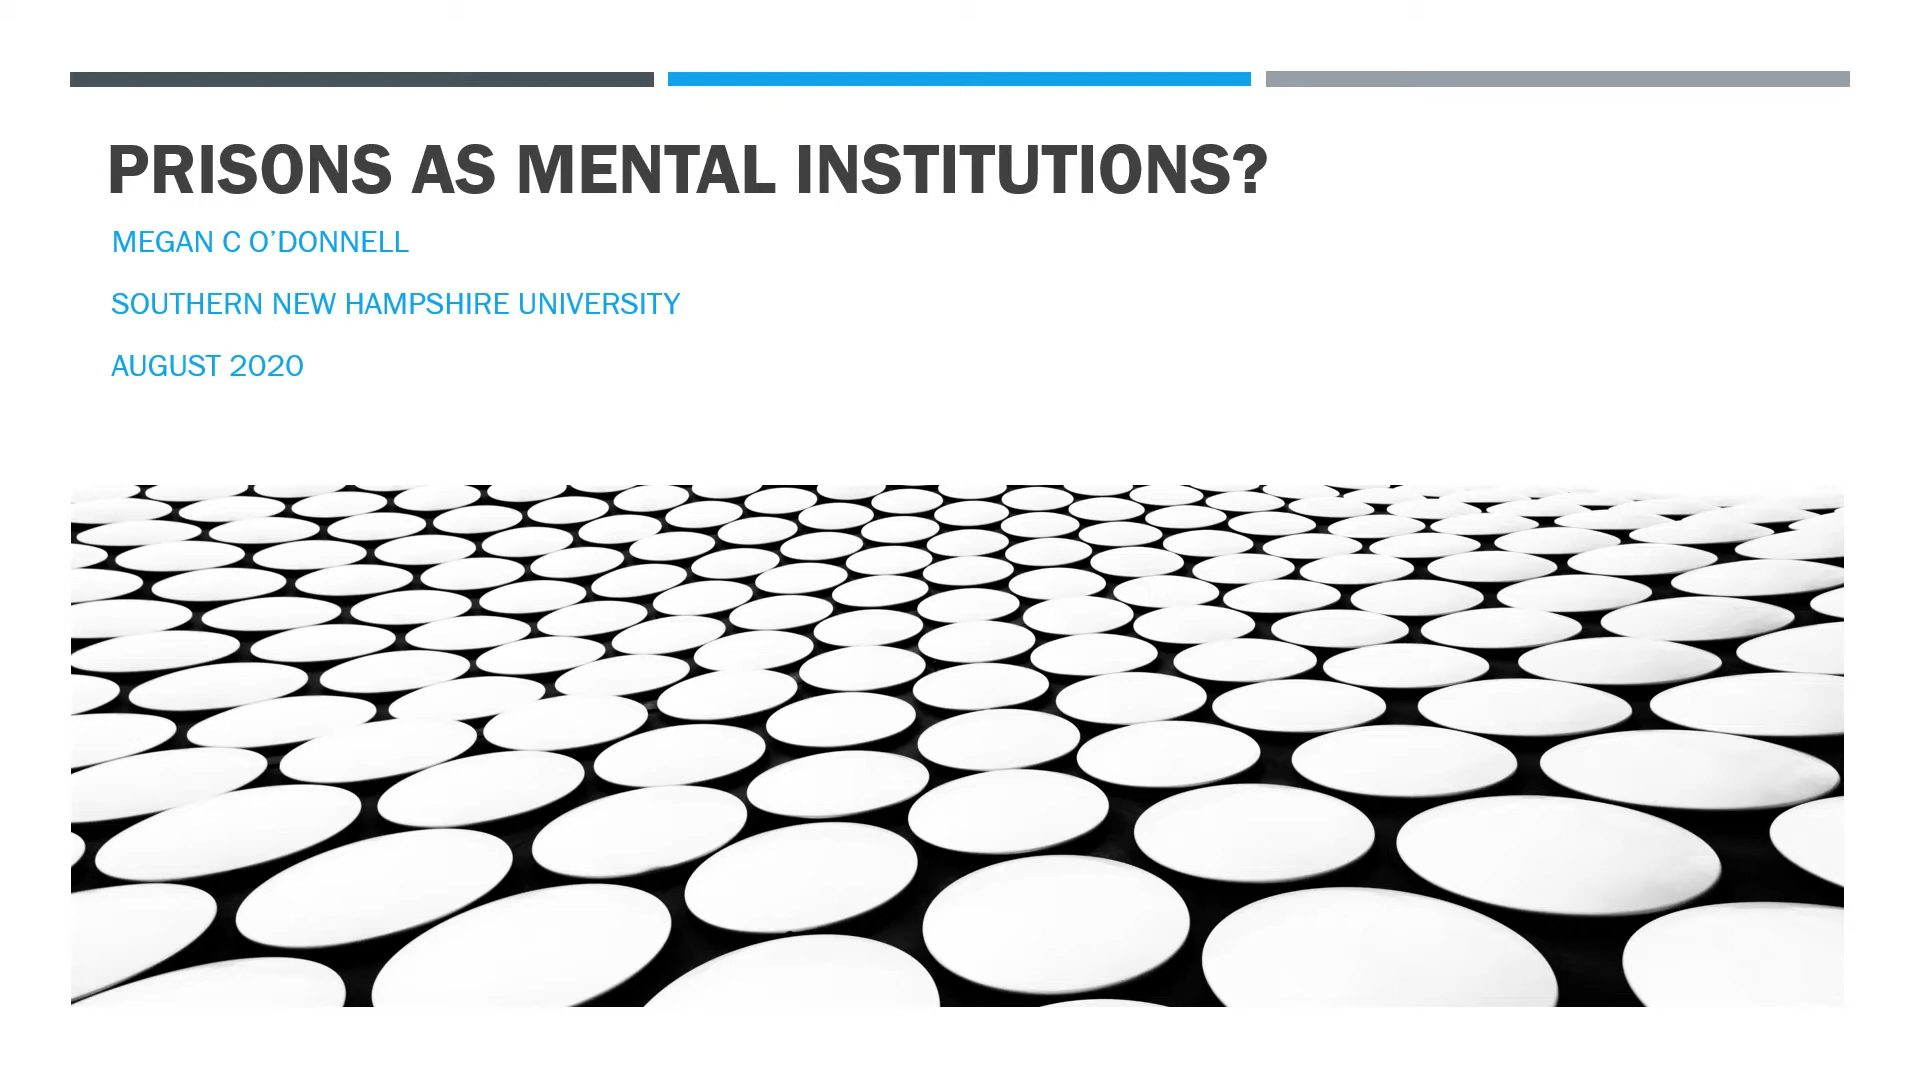 PRISONS AS MENTAL INSTITUTIONS?
MEGAN C O’DONNELL
SOUTHERN NEW HAMPSHIRE UNIVERSITY
AUGUST 2020